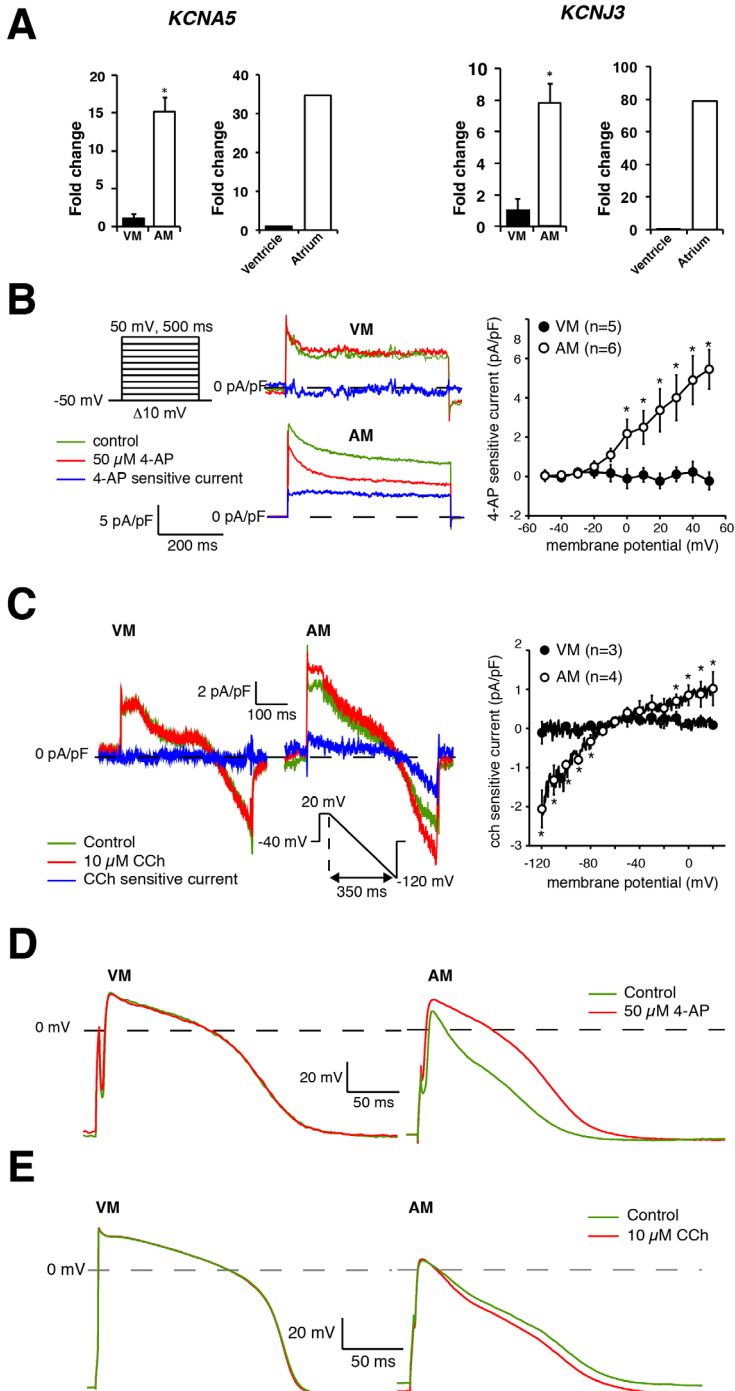 A
KCNA5
KCNJ3
Fold change
20
15
10
5
0
*
VM
AM
Fold change
40
30
20
10
0
Ventricle
Atrium
Fold change
10
8
6
4
2
0
*
VM
AM
Fold change
100
80
60
40
20
0
Ventricle
Atrium
B
50 mV, 500 ms
-50 mV
Δ10 mV
control
50 µM 4-AP
4-AP sensitive current
5 pA/pF
200 ms
VM
0 pA/pF
AM
0 pA/pF
4-AP sensitive current (pA/pF)
8
6
4
2
0
-2
VM (n=5)
AM (n=6)
* * * * * *
-60 -40 -20 0 20 40 60
membrane potential (mV)
C
VM
AM
2 pA/pF
100 ms
0 pA/pF
Control
10 µM CCh
CCh sensitive current
20 mV
-40 mV
-120 mV
350 ms
cch sensitive current (pA/pF)
2
1
0
-1
-2
-3
VM (n=3)
AM (n=4)
* * * *
* * * * *
-120 -80 -40 0
membrane potential (mV)
D
VM
AM
Control
50 µM 4-AP
0 mV
20 mV
50 ms
E
VM
AM
Control
10 µM CCh
0 mV
20 mV
50 ms